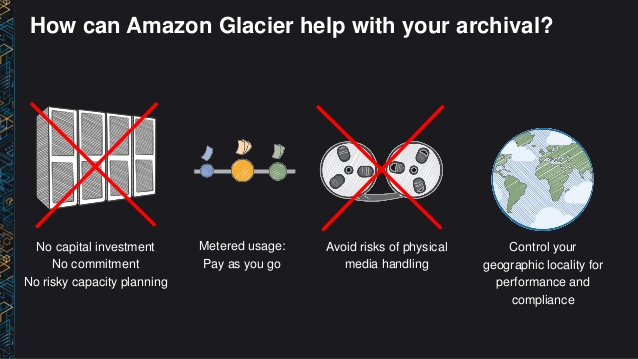 How can Amazon Glacier help with your archival?
No capital investment
No commitment
No risky capacity planning
Metered usage:
Pay as you go
Avoid risks of physical
media handling
Control your
geographic locality for
performance and
compliance